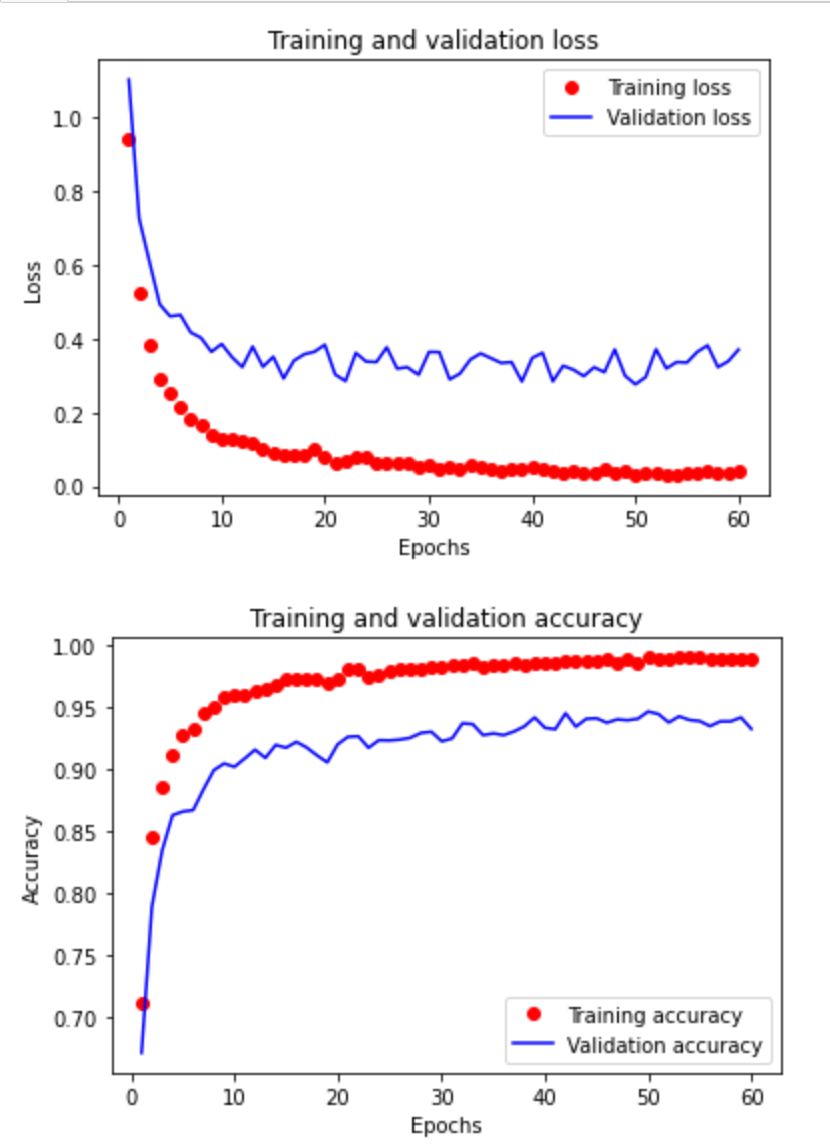 Training and validation loss
Training loss
Validation loss
1.0
0.8
0.6
0.4
0.2
0.0
Loss
0 10 20 30 40 50 60
Epochs
Training and validation accuracy
1.00
0.95
0.90
0.85
0.80
0.75
0.70
Accuracy
Training accuracy
Validation accuracy
0 10 20 30 40 50 60
Epochs